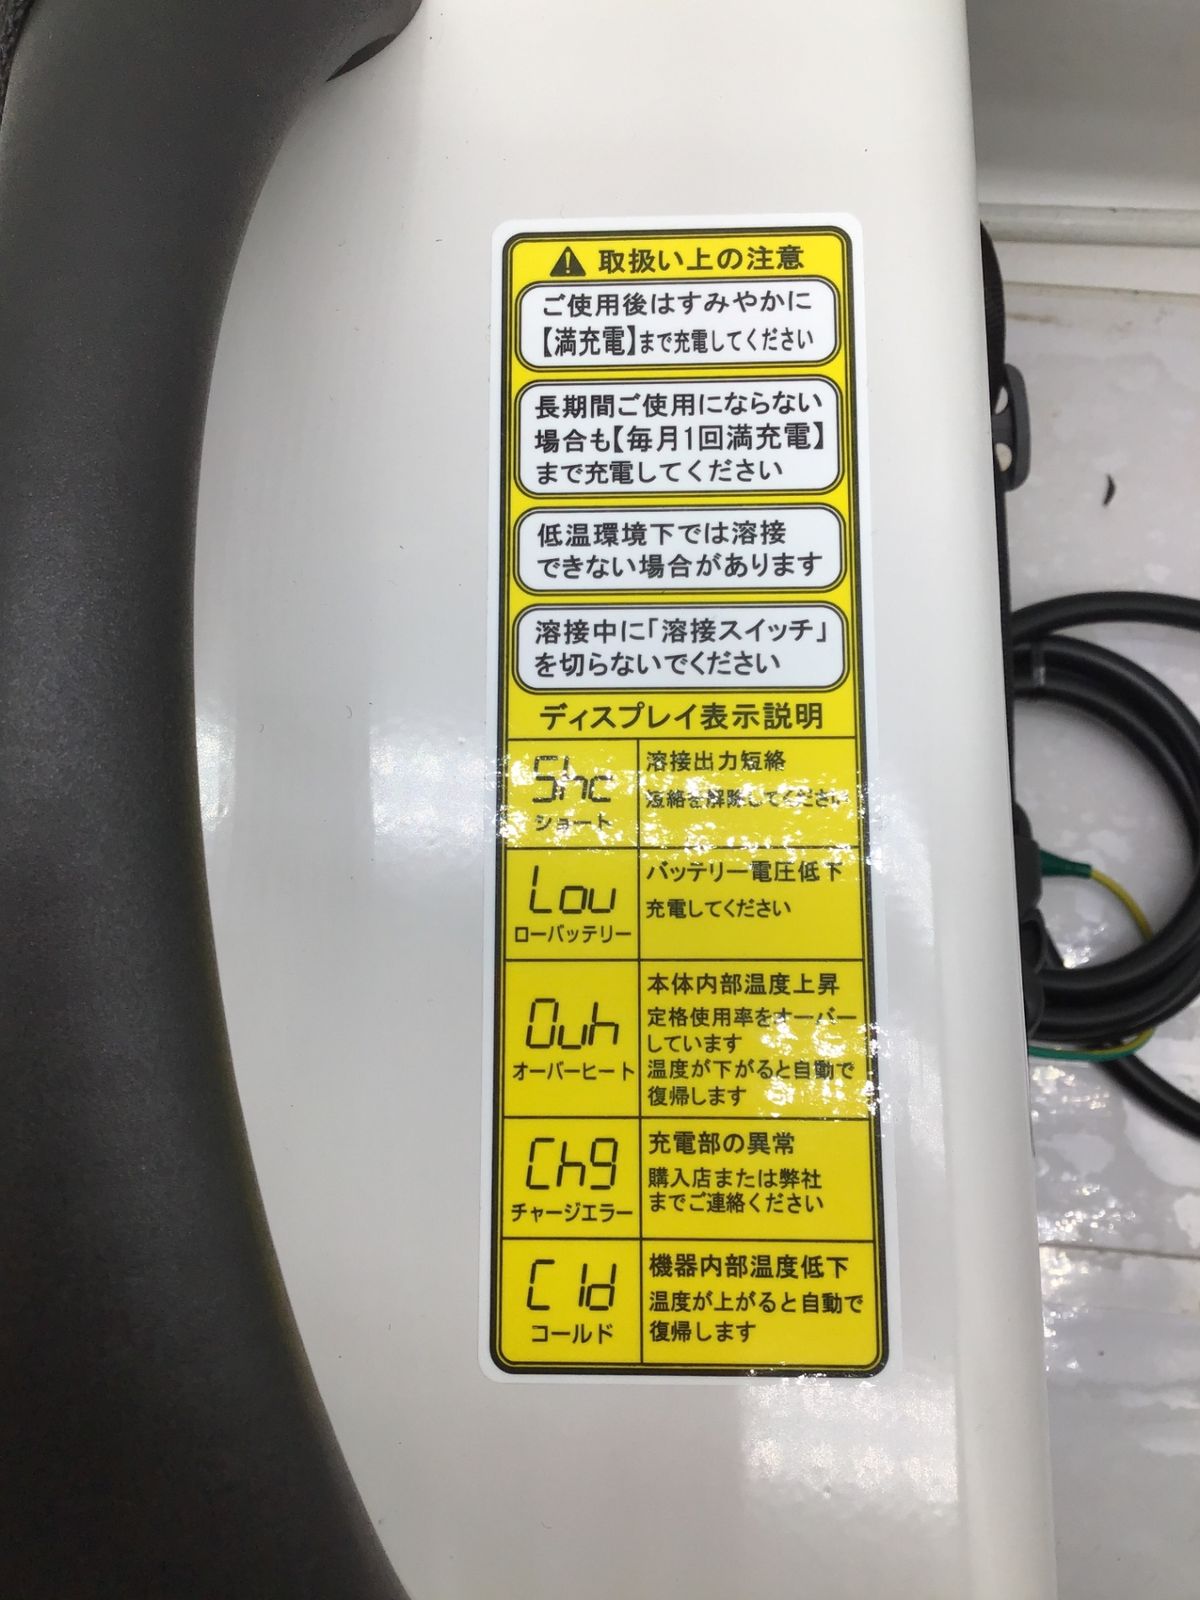 取扱い上の注意
ご使用後はすみやかに
【満充電】まで充電してください
長期間ご使用にならない
場合も【毎月1回満充電】
まで充電してください
低温環境下では溶接
できない場合があります
溶接中に「溶接スイッチ」
を切らないでください
ディスプレイ表示説明
Shc
ショート
溶接出力短絡
短絡を解除してください
Lou
ローバッテリー
バッテリー電圧低下
充電してください
Ouh
オーバーヒート
本体内部温度上昇
定格使用率をオーバー
しています
温度が下がると自動で
復帰します
Chg
チャージエラー
充電部の異常
購入店または弊社
までご連絡ください
Cld
コールド
機器内部温度低下
温度が上がると自動で
復帰します